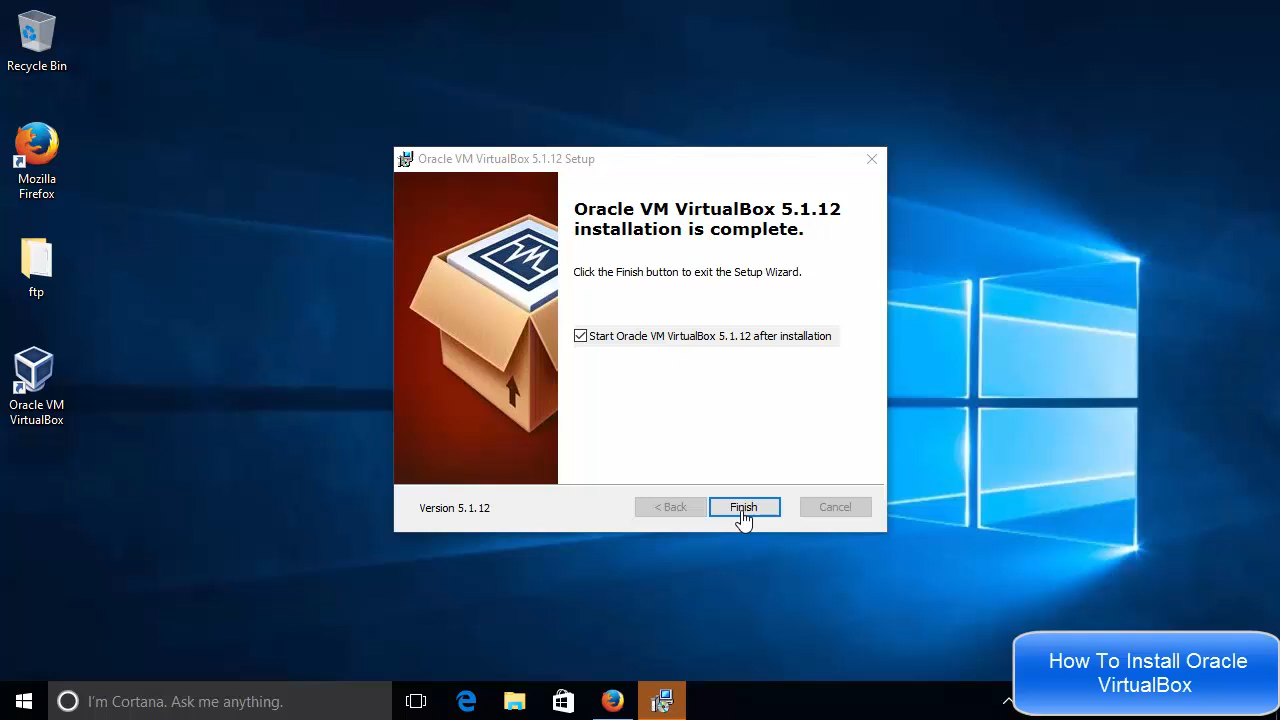 Recycle Bin
Mozilla
Firefox
ftp
Oracle VM
VirtualBox
Oracle VM VirtualBox 5.1.12 Setup
Oracle VM VirtualBox 5.1.12
installation is complete.
Click the Finish button to exit the Setup Wizard.
Start Oracle VM VirtualBox 5.1.12 after installation
Version 5.1.12
< Back
Finish
Cancel
How To Install Oracle
VirtualBox
I'm Cortana. Ask me anything.